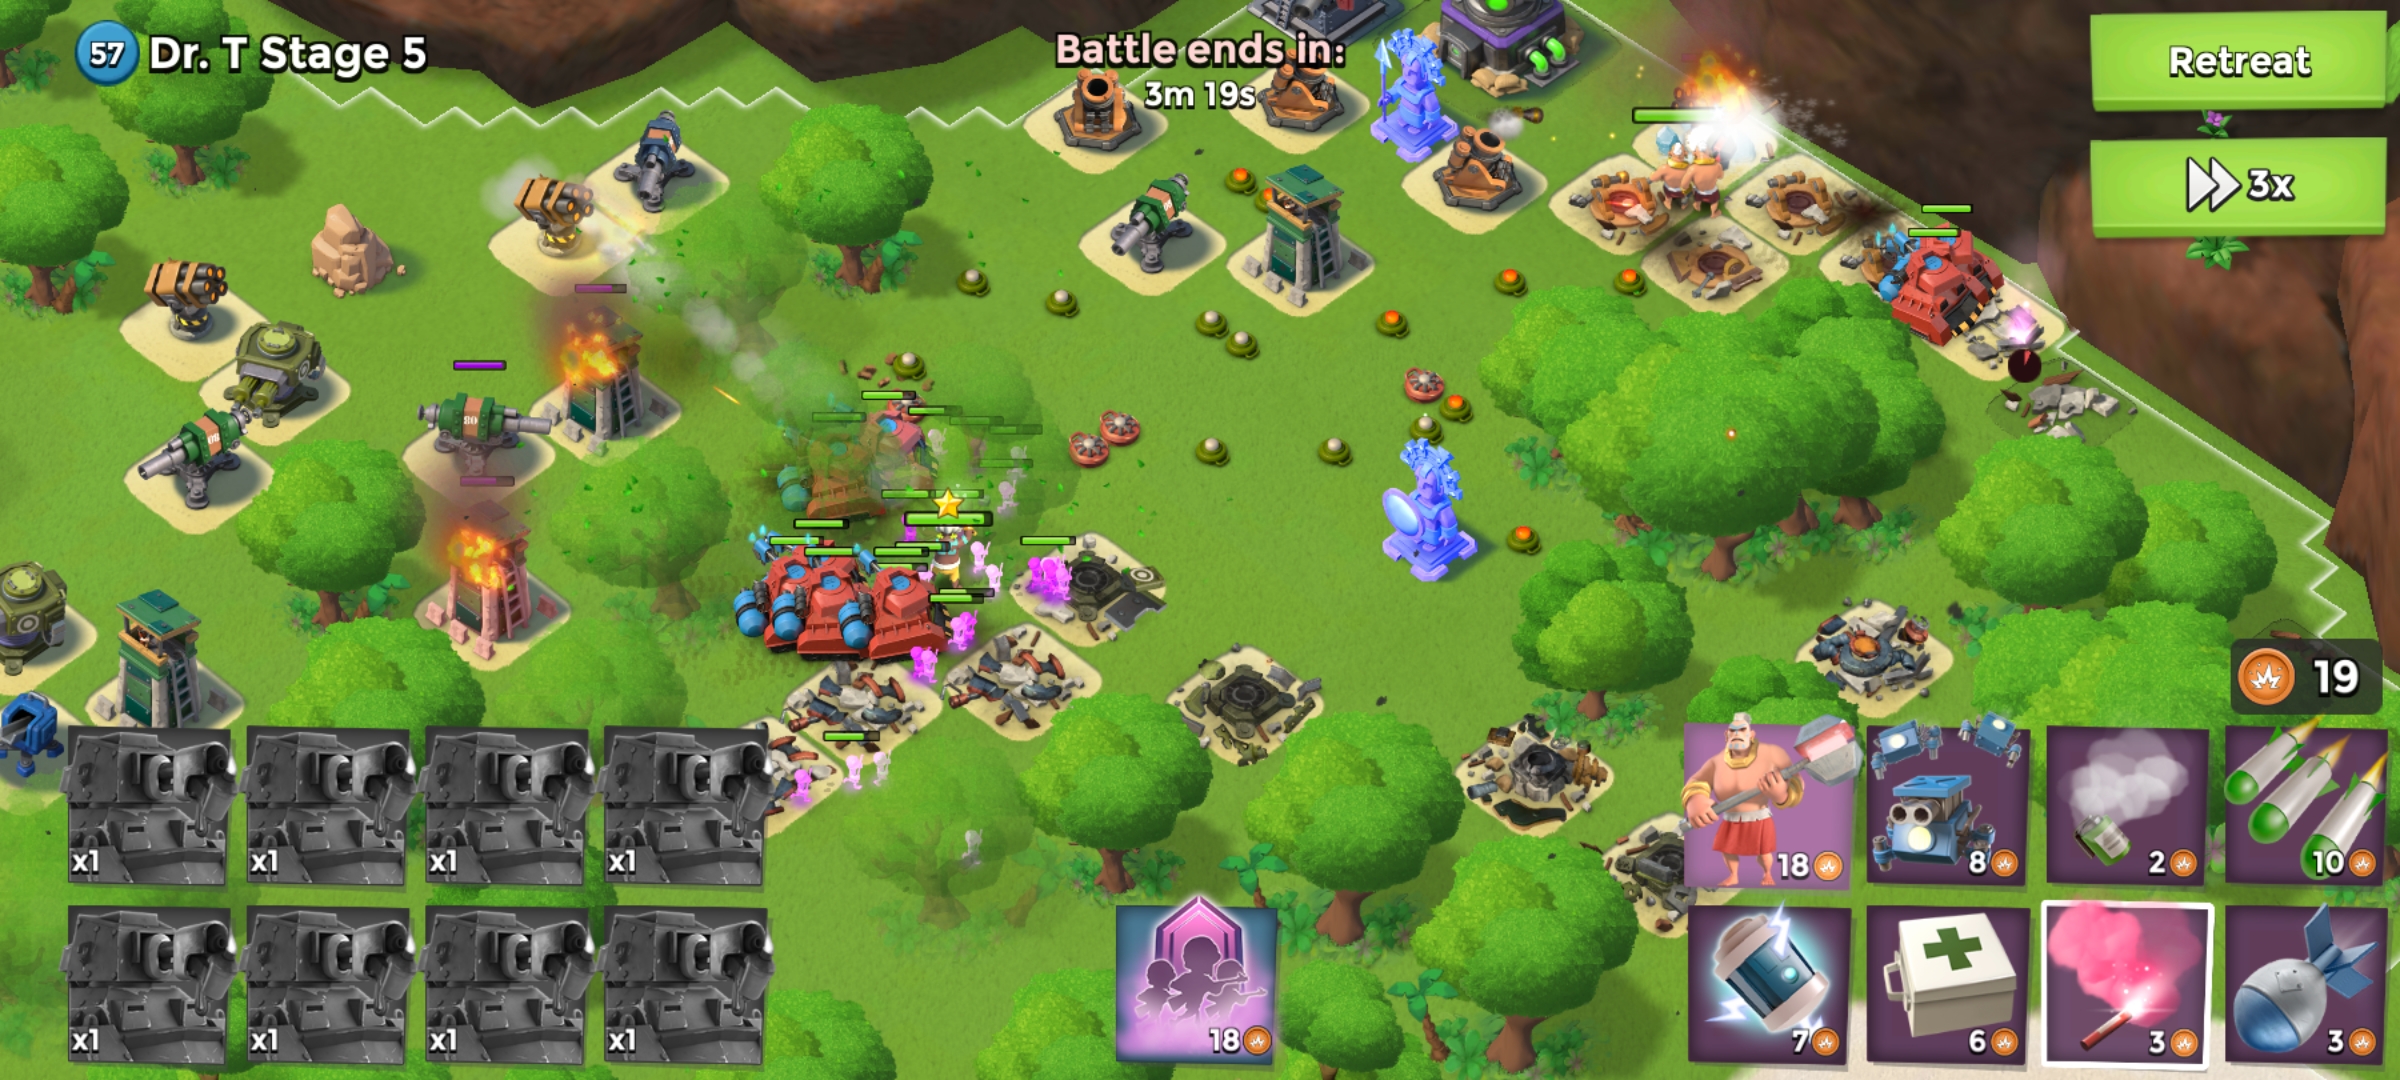 57 Dr. T Stage 5
Battle ends in:
3m 19s
Retreat
3x
19
x1 x1 x1 x1
18 8 2 10
x1 x1 x1 x1
18
7 6 3 3